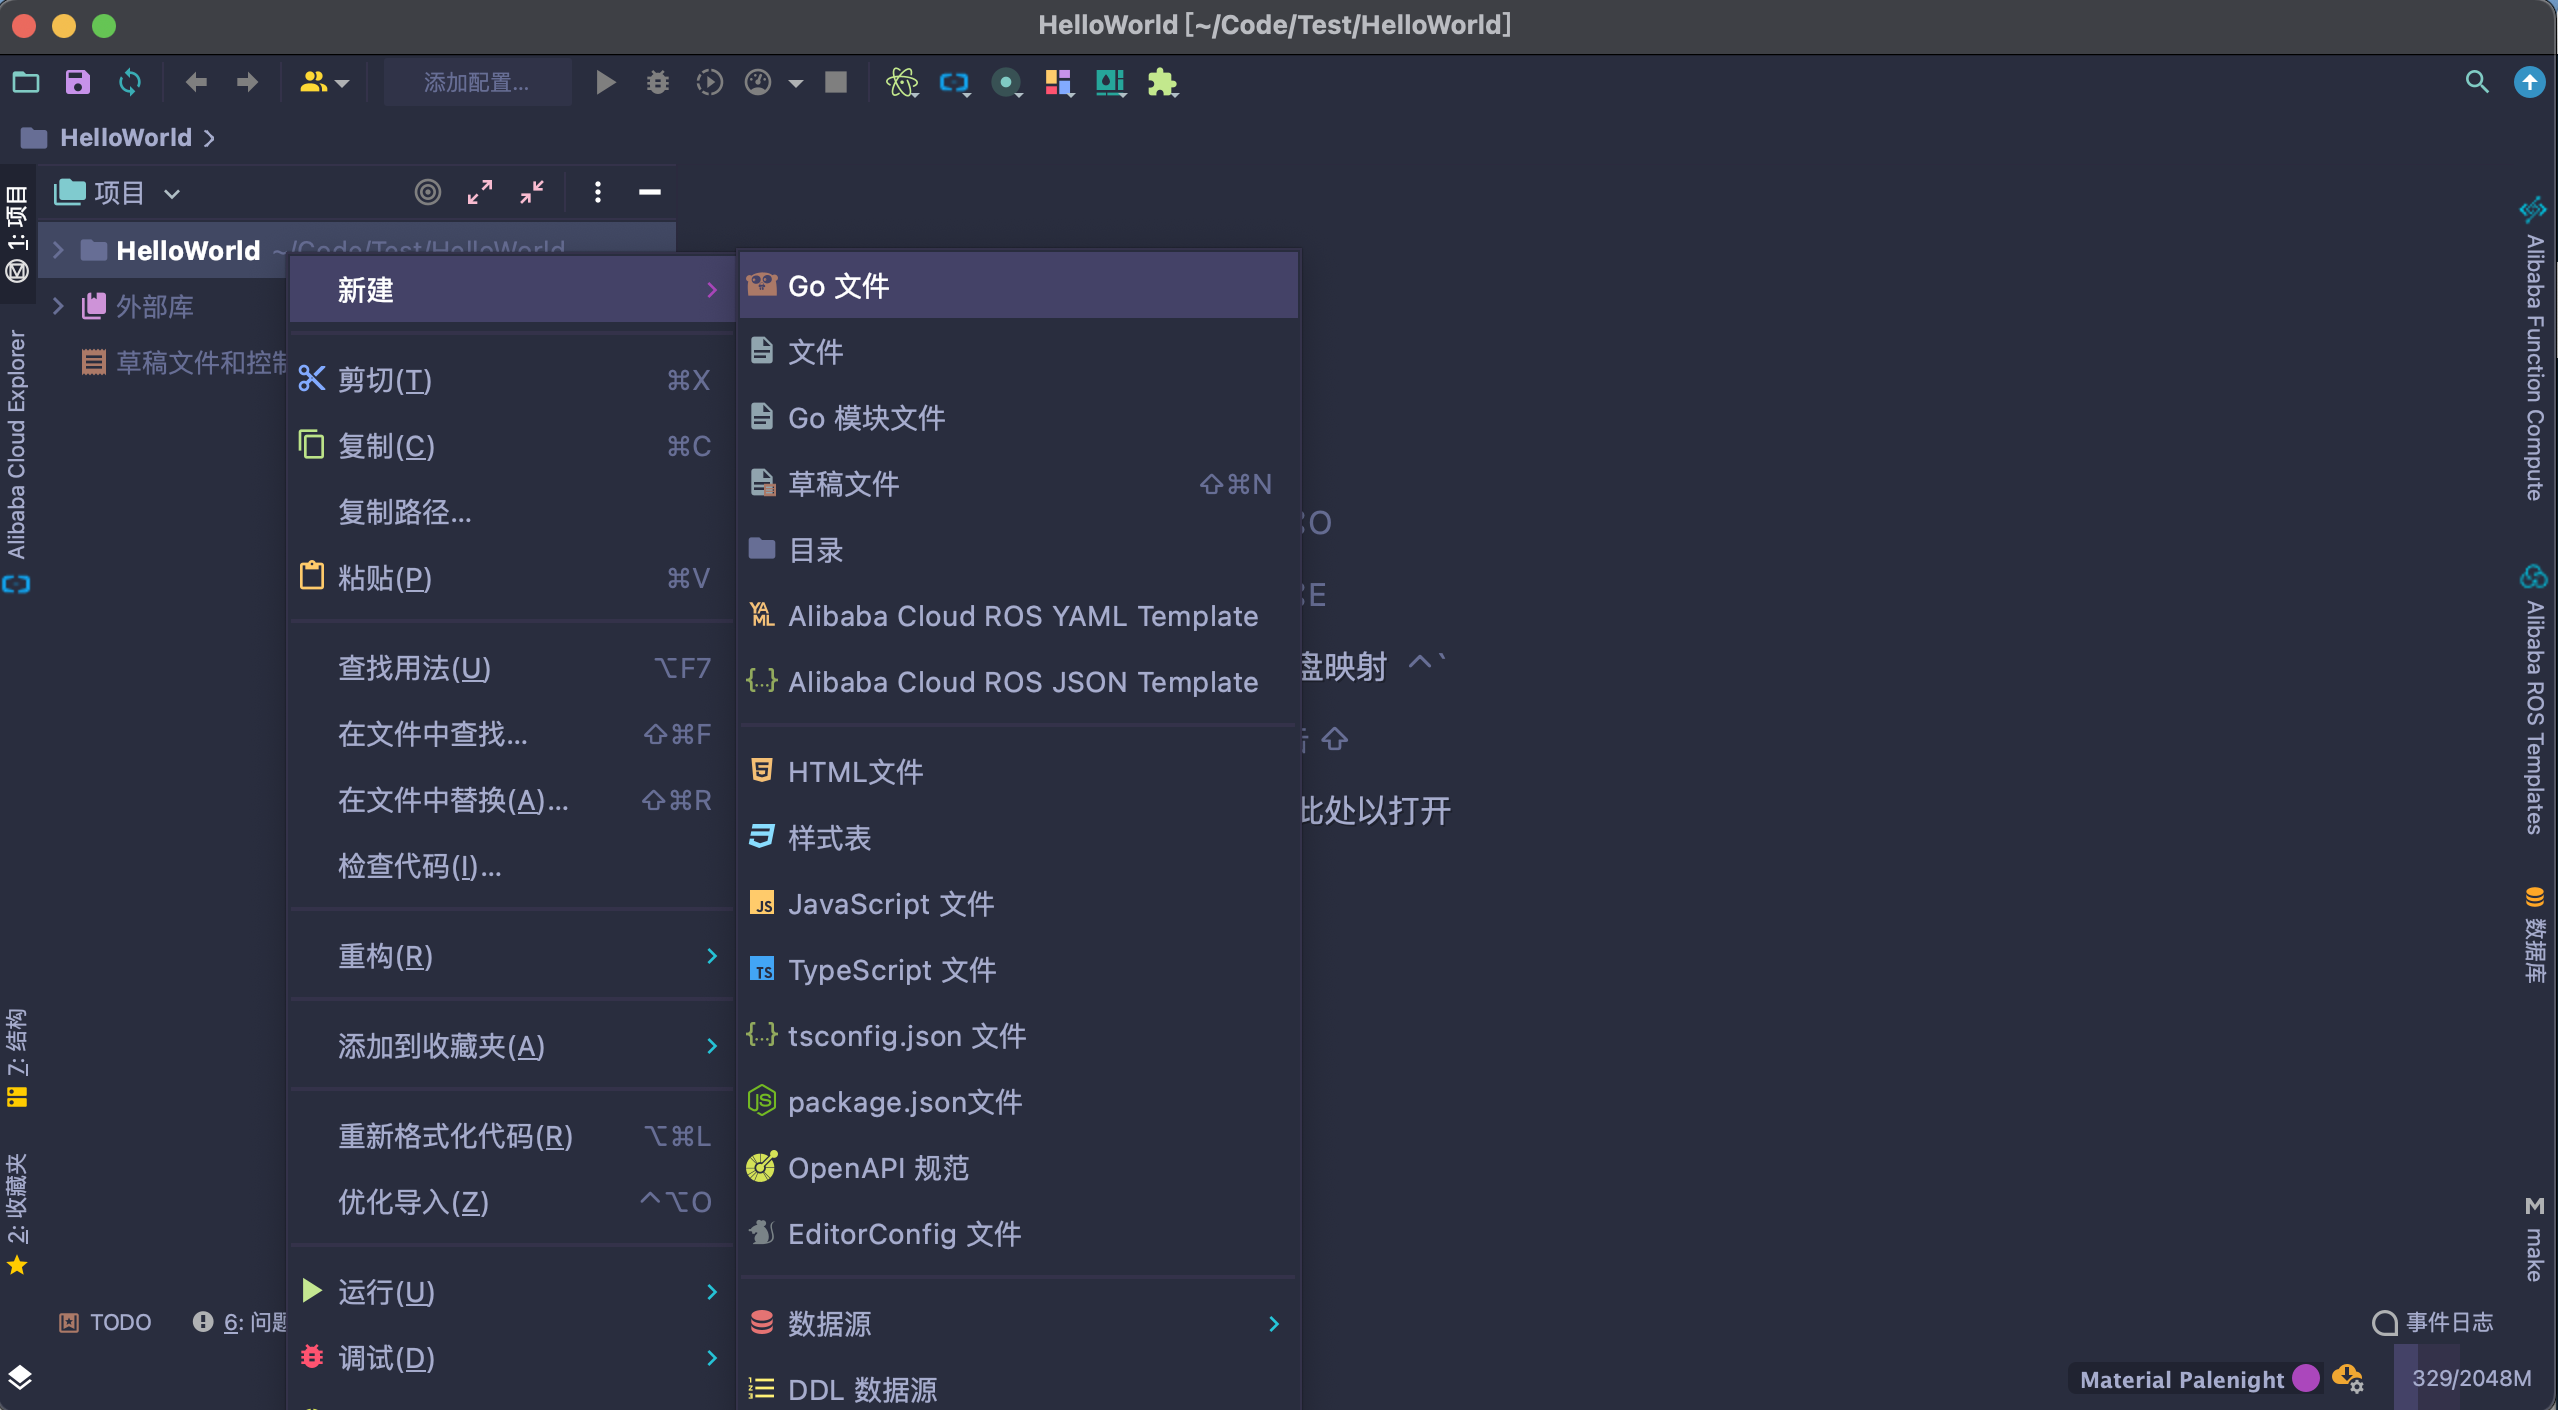 HelloWorld [~/Code/Test/HelloWorld]
添加配置...
HelloWorld
1: 项目
Alibaba Cloud Explorer
7: 结构
2: 收藏夹
项目
HelloWorld ~/Code/Test/HelloWorld
外部库
草稿文件和控制
新建
剪切(T) ⌘X
复制(C) ⌘C
复制路径...
粘贴(P) ⌘V
查找用法(U) ⌥F7
在文件中查找... ⇧⌘F
在文件中替换(A)... ⇧⌘R
检查代码(I)...
重构(R)
添加到收藏夹(A)
重新格式化代码(R) ⌥⌘L
优化导入(Z) ^⌥O
运行(U)
调试(D)
Go 文件
文件
Go 模块文件
草稿文件 ⇧⌘N
目录
Alibaba Cloud ROS YAML Template
Alibaba Cloud ROS JSON Template
HTML文件
样式表
JavaScript 文件
TypeScript 文件
tsconfig.json 文件
package.json文件
OpenAPI 规范
EditorConfig 文件
数据源
DDL 数据源
O
E
盘映射 ^`
击 ⇧
此处以打开
Alibaba Function Compute
Alibaba ROS Templates
数据库
make
TODO
6: 问题
事件日志
Material Palenight
329/2048M